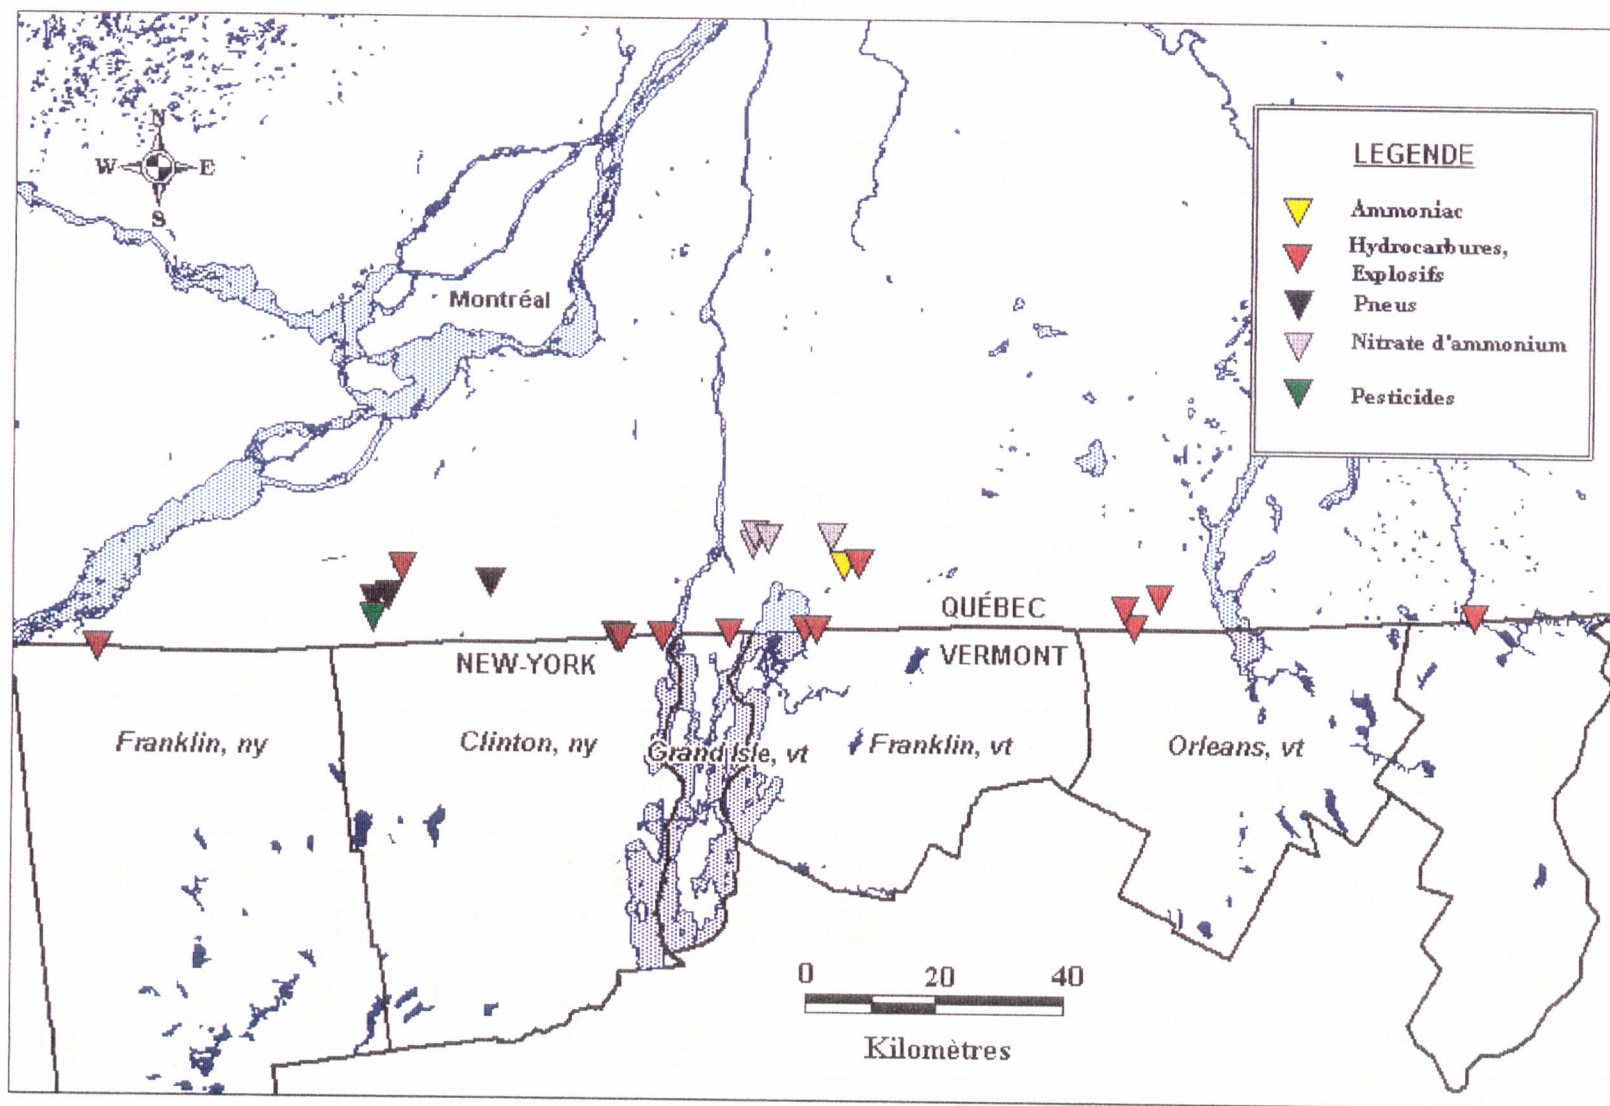 N
W E
S
Montréal
LEGENDE
Ammoniac
Hydrocarbures,
Explosifs
Pneus
Nitrate d'ammonium
Pesticides
QUÉBEC
NEW-YORK
VERMONT
Franklin, ny
Clinton, ny
Grand Isle, vt
Franklin, vt
Orleans, vt
0 20 40
Kilomètres